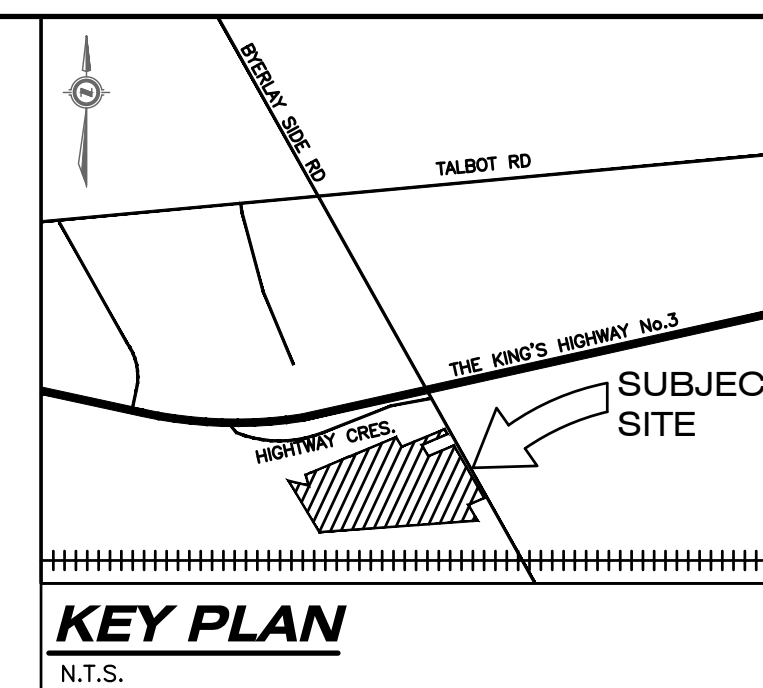 N
BYERLAY SIDE RD
TALBOT RD
THE KING'S HIGHWAY No.3
SUBJEC
SITE
HIGHTWAY CRES.
KEY PLAN
N.T.S.